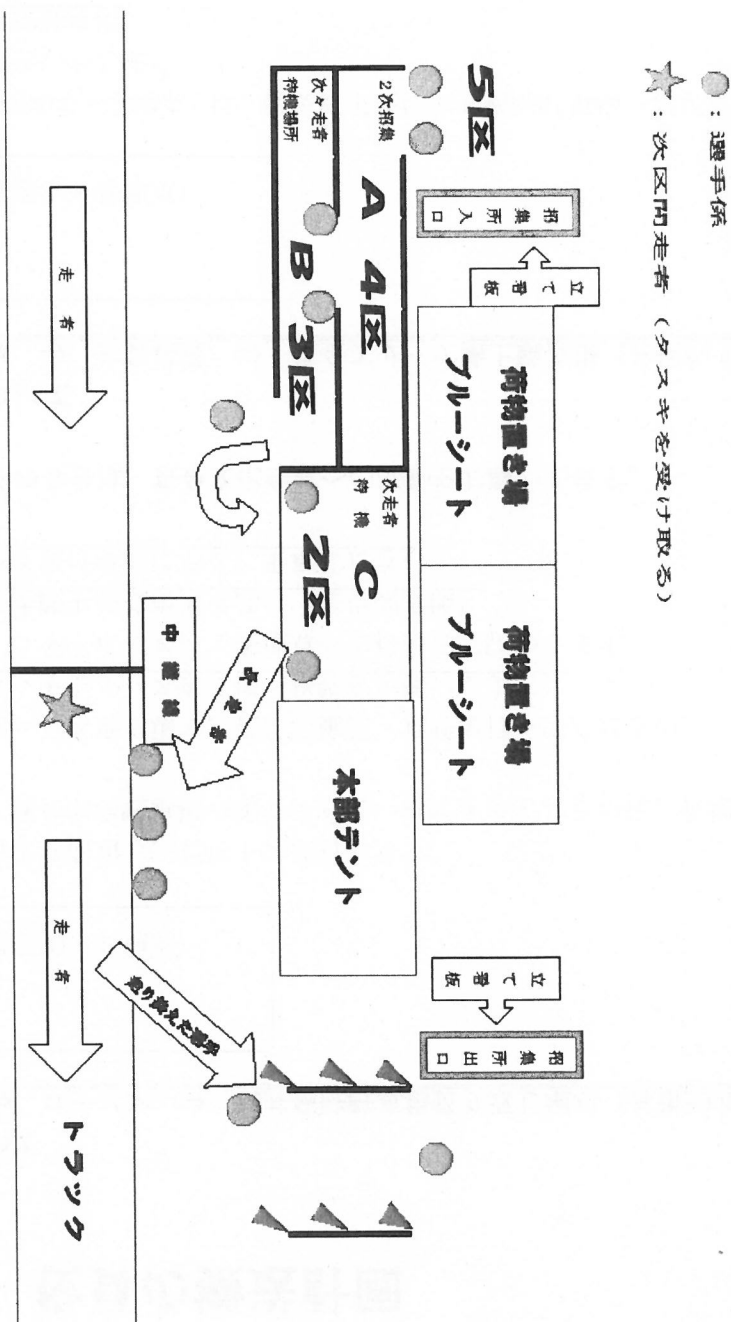 ：選手係
：次区間走者（タスキを受け取る）
5区
招集所入口
立て看板
荷物置き場
ブルーシート
荷物置き場
ブルーシート
立て看板
招集所出口
2次招集
A 4区
次々走者
待機場所
B 3区
次走者
待機
C
2区
本部テント
中継線
走者
走者
走り終えた選手
トラック